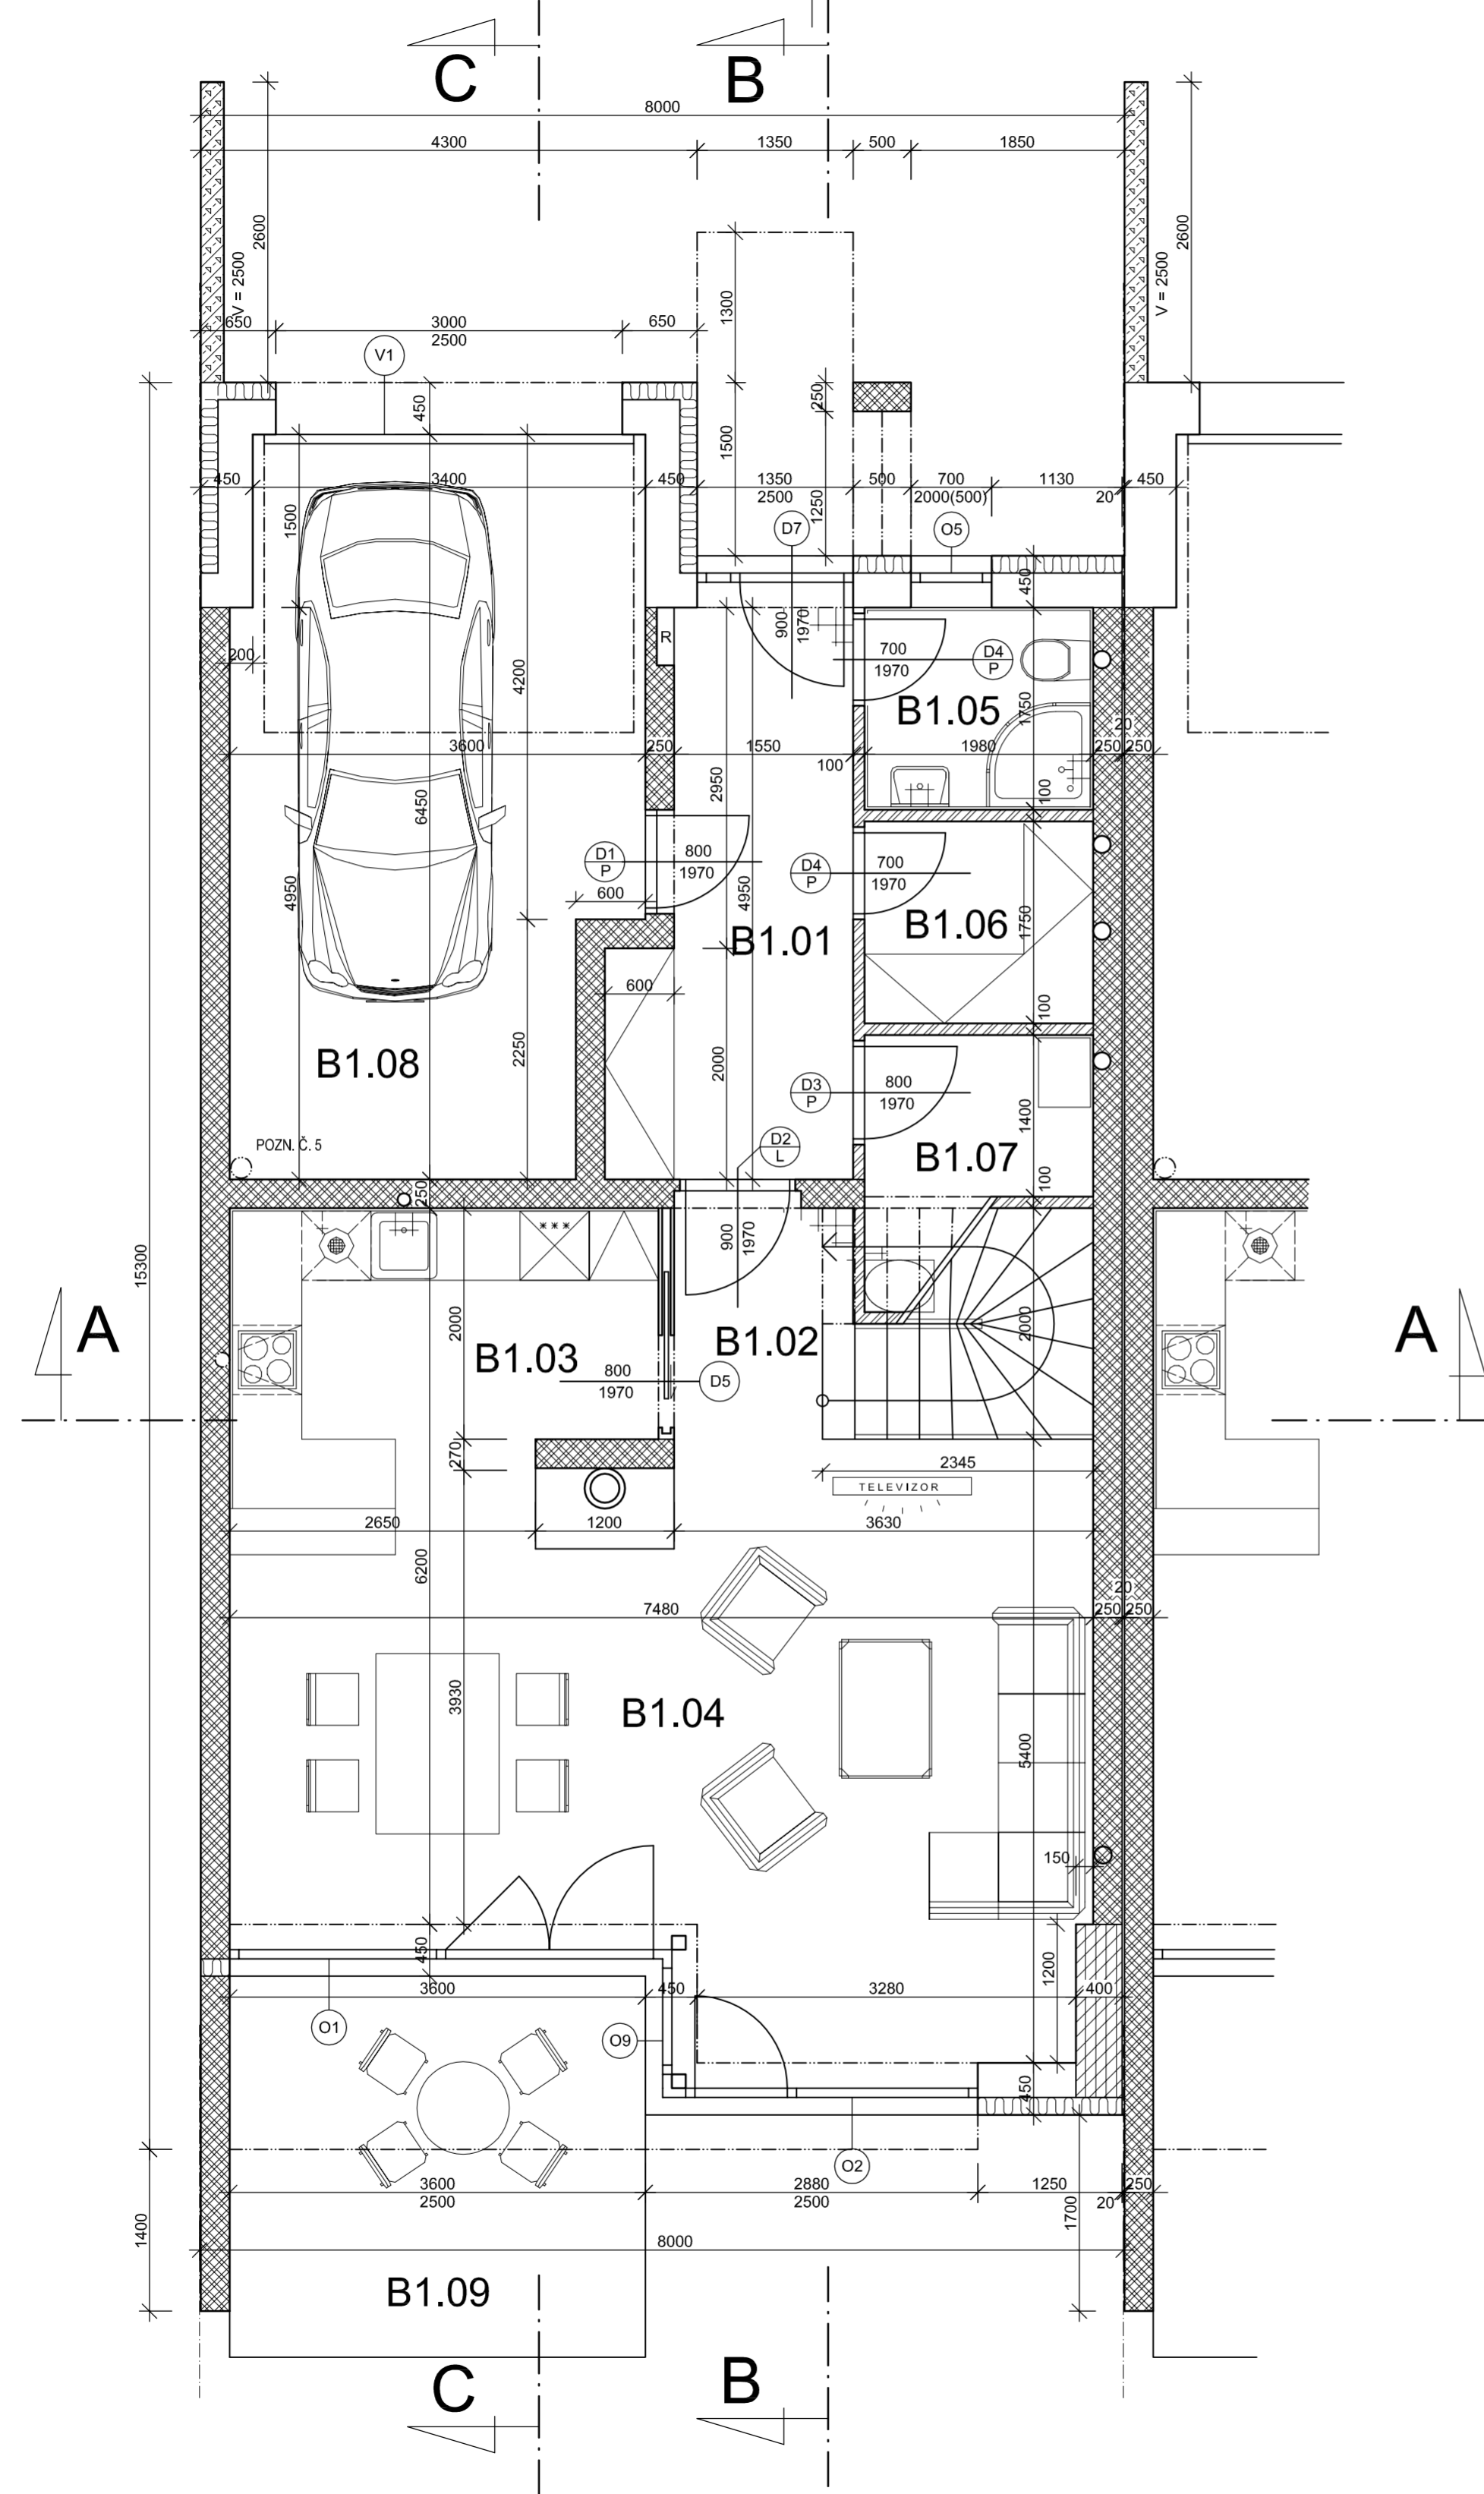 C
B
8000
4300
1350
500
1850
2600
V = 2500
2600
V = 2500
1300
650
3000
650
2500
V1
450
250
1500
450
3400
450
1350
500
700
1130
450
2500
2000(500)
20
1500
1250
D7
O5
450
R
900
1970
700
1970
D4
P
200
4200
B1.05
1750
20
3600
250
1550
1980
250
250
100
2950
100
6450
D1
P
800
1970
D4
P
700
1970
600
4950
4950
B1.01
B1.06
1750
600
100
2250
2000
B1.08
D3
P
800
1970
1400
POZN. Č. 5
D2
L
B1.07
250
100
900
1970
15300
A
2000
B1.03
B1.02
2000
A
800
1970
D5
270
2345
TELEVIZOR
2650
1200
3630
6200
20
7480
250
250
3930
B1.04
5400
150
450
1200
3600
450
3280
400
O1
O9
450
O2
3600
2880
1250
250
2500
2500
20
1700
1400
8000
B1.09
C
B